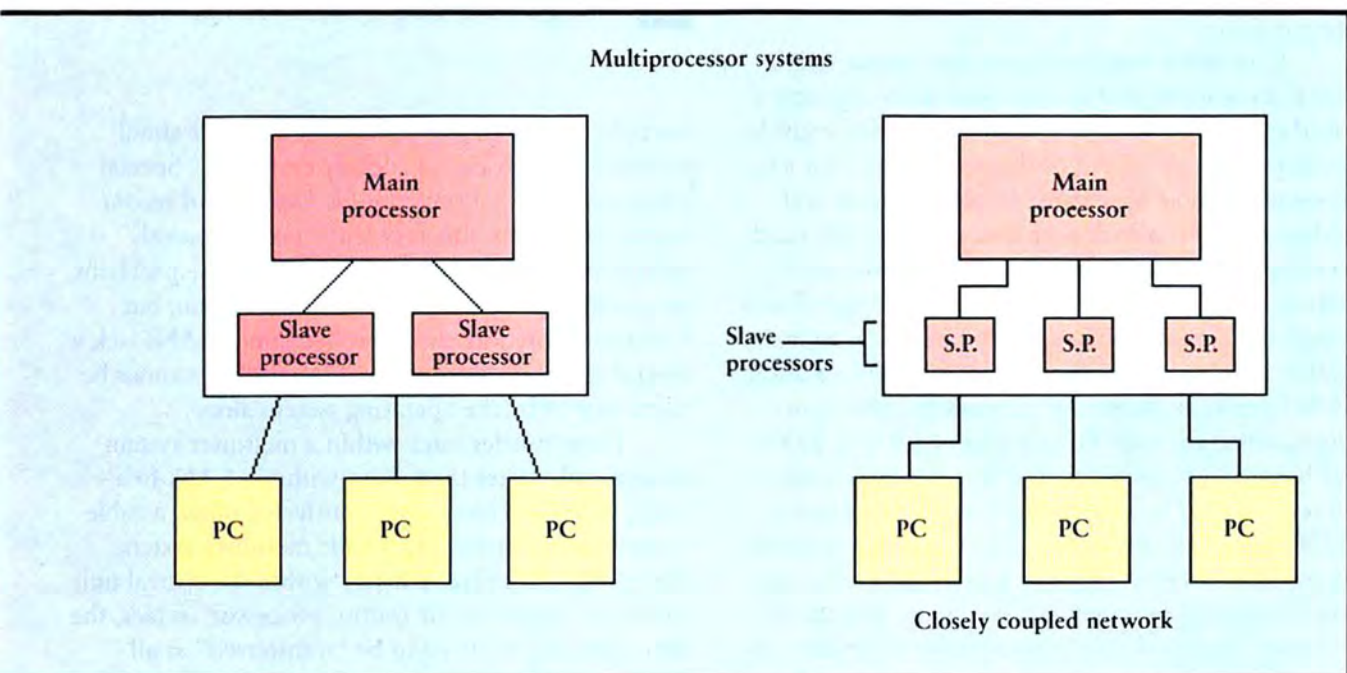 Multiprocessor systems
Main
processor
Slave
processor
Slave
processor
PC
PC
PC
Main
processor
Slave
processors
S.P.
S.P.
S.P.
PC
PC
PC
Closely coupled network